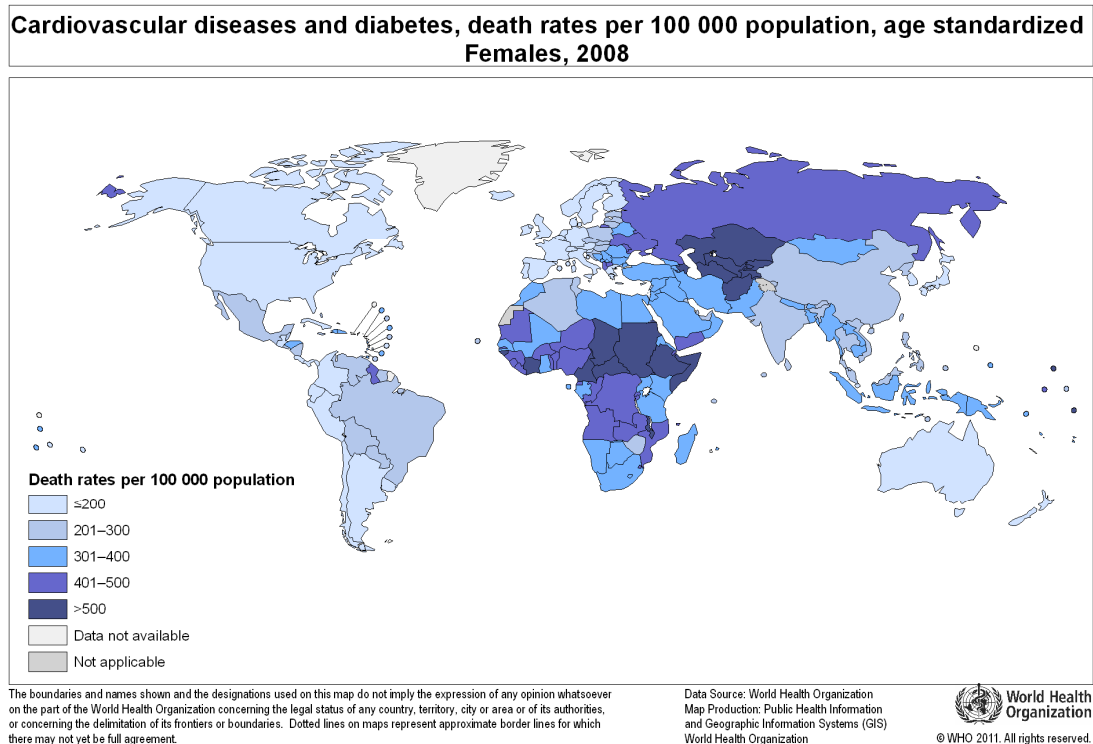 Cardiovascular diseases and diabetes, death rates per 100 000 population, age standardized
Females, 2008
Death rates per 100 000 population
≤200
201–300
301–400
401–500
>500
Data not available
Not applicable
The boundaries and names shown and the designations used on this map do not imply the expression of any opinion whatsoever
on the part of the World Health Organization concerning the legal status of any country, territory, city or area or of its authorities,
or concerning the delimitation of its frontiers or boundaries.  Dotted lines on maps represent approximate border lines for which
there may not yet be full agreement.
Data Source: World Health Organization
Map Production: Public Health Information
and Geographic Information Systems (GIS)
World Health Organization
World Health
Organization
© WHO 2011. All rights reserved.